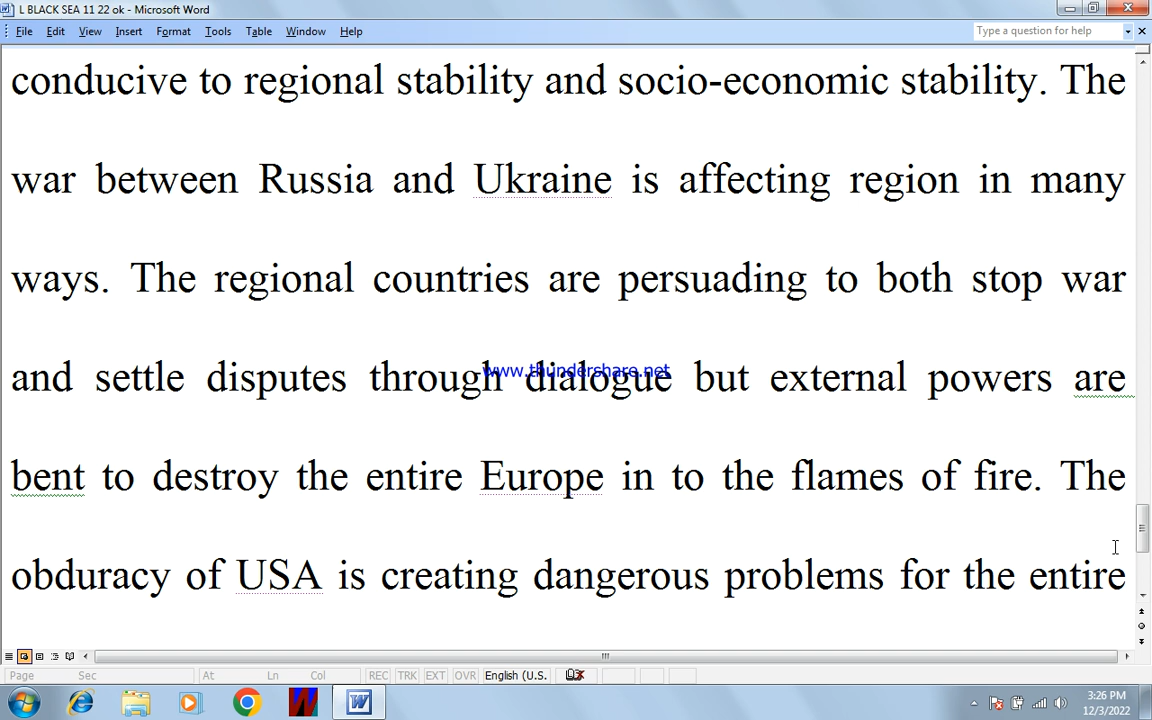 L BLACK SEA 11 22 ok - Microsoft Word
File Edit View Insert Format Tools Table Window Help
Type a question for help
conducive to regional stability and socio-economic stability. The
war between Russia and Ukraine is affecting region in many
ways. The regional countries are persuading to both stop war
and settle disputes through dialogue but external powers are
www.thundershare.net
bent to destroy the entire Europe in to the flames of fire. The
obduracy of USA is creating dangerous problems for the entire
Page Sec At Ln Col REC TRK EXT OVR English (U.S.
3:26 PM
12/3/2022